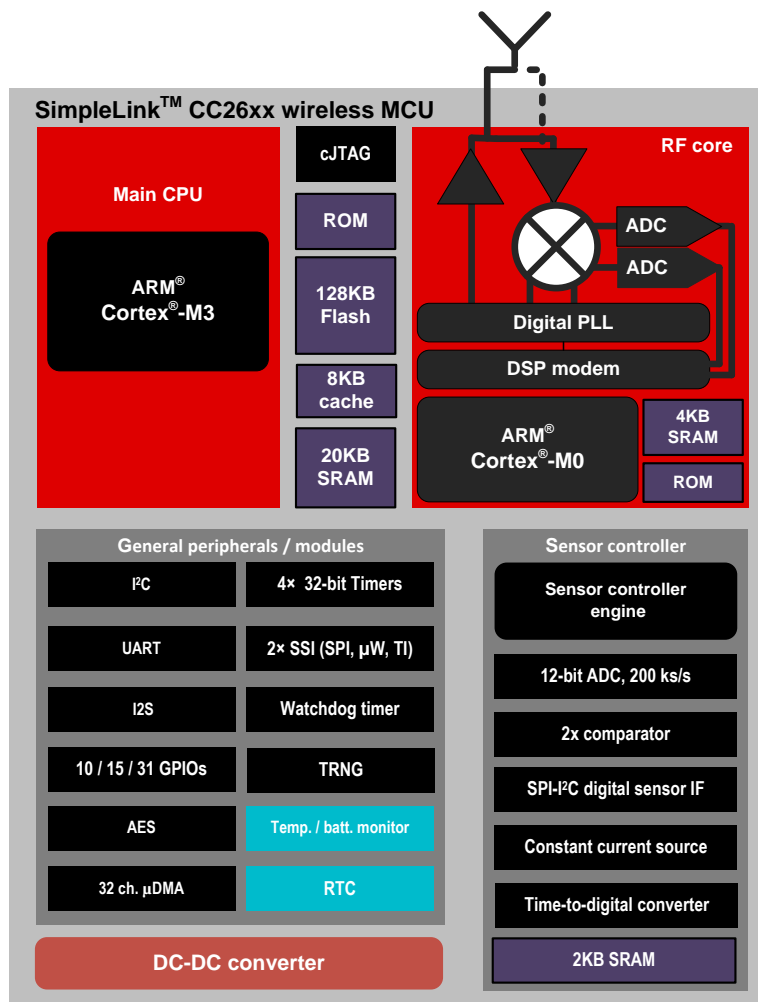 SimpleLink™ CC26xx wireless MCU
Main CPU
ARM®
Cortex®-M3
cJTAG
ROM
128KB
Flash
8KB
cache
20KB
SRAM
RF core
ADC
ADC
Digital PLL
DSP modem
ARM®
Cortex®-M0
4KB
SRAM
ROM
General peripherals / modules
I²C
4× 32-bit Timers
UART
2× SSI (SPI, µW, TI)
I2S
Watchdog timer
10 / 15 / 31 GPIOs
TRNG
AES
Temp. / batt. monitor
32 ch. µDMA
RTC
Sensor controller
Sensor controller
engine
12-bit ADC, 200 ks/s
2x comparator
SPI-I²C digital sensor IF
Constant current source
Time-to-digital converter
2KB SRAM
DC-DC converter